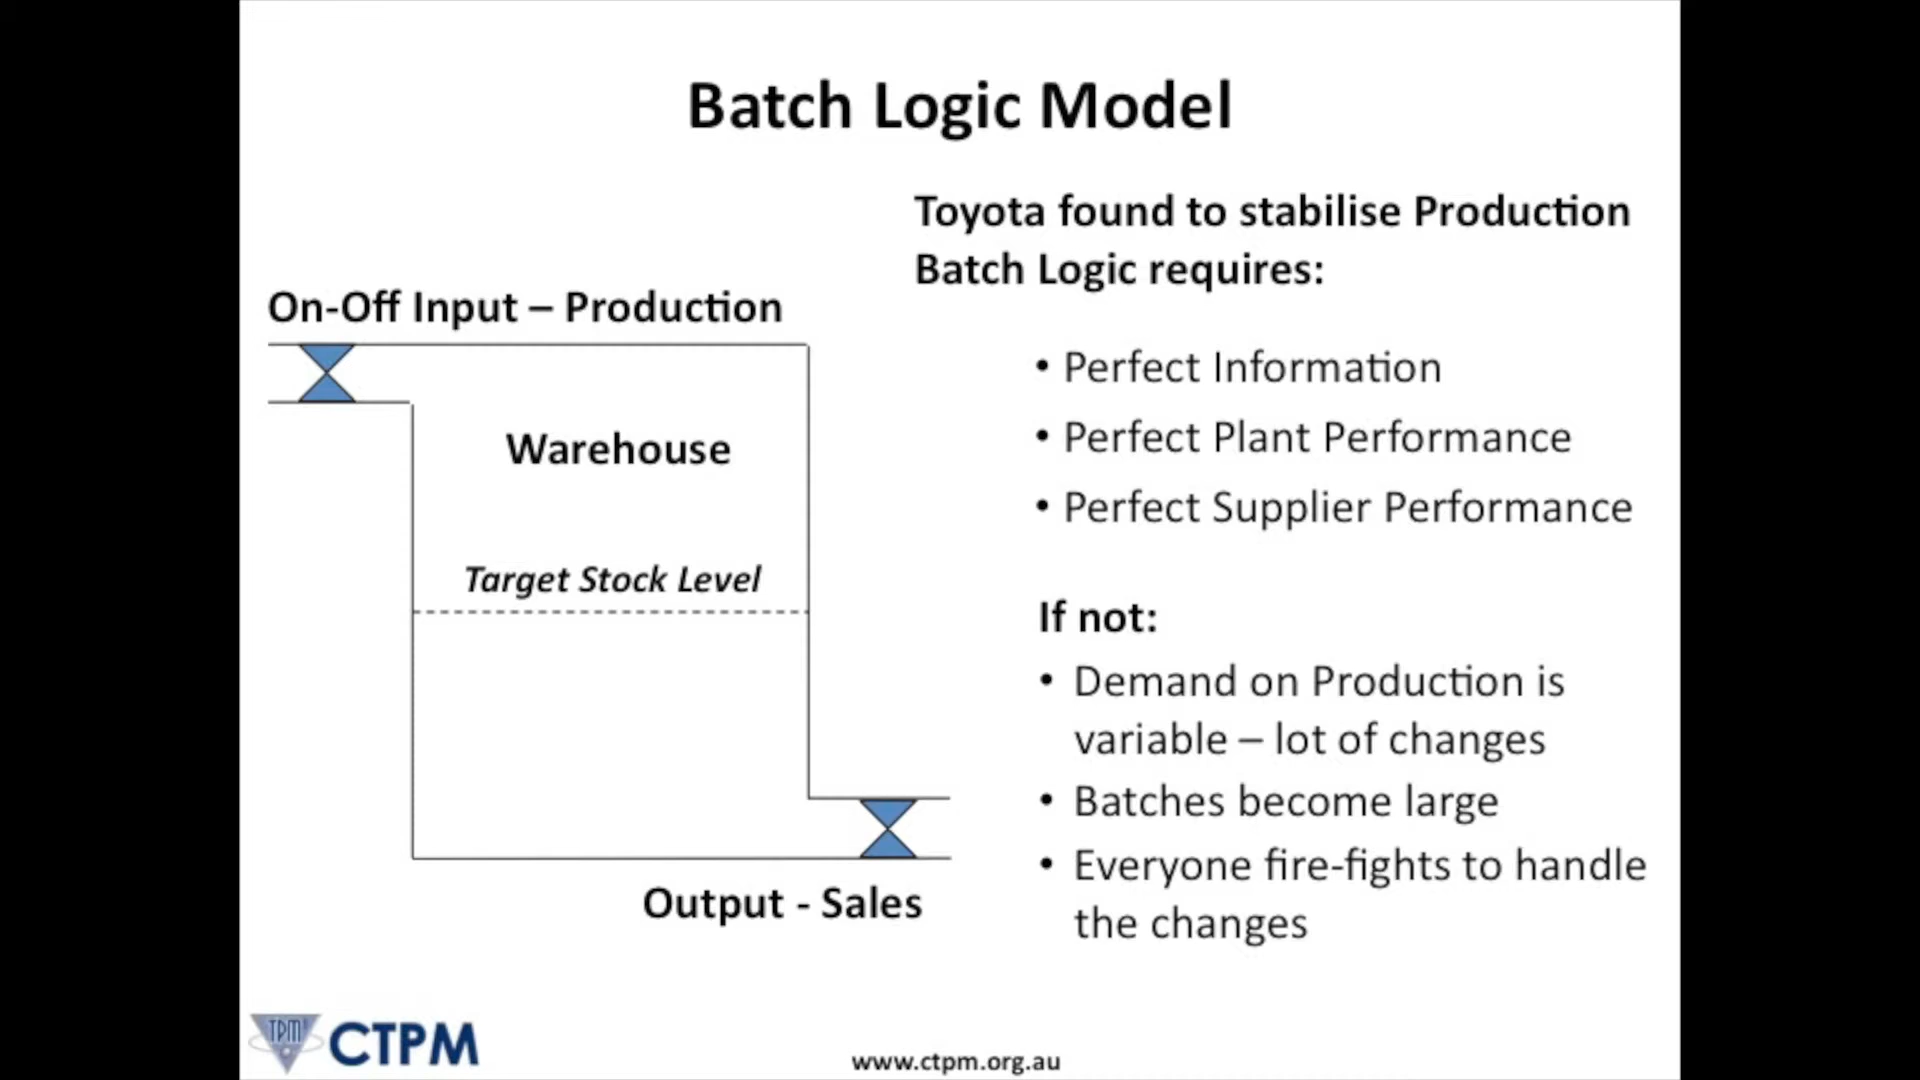 Batch Logic Model
Toyota found to stabilise Production
Batch Logic requires:
On-Off Input – Production
• Perfect Information
• Perfect Plant Performance
• Perfect Supplier Performance
Warehouse
Target Stock Level
If not:
• Demand on Production is
variable – lot of changes
• Batches become large
• Everyone fire-fights to handle
the changes
Output - Sales
TPM CTPM
www.ctpm.org.au